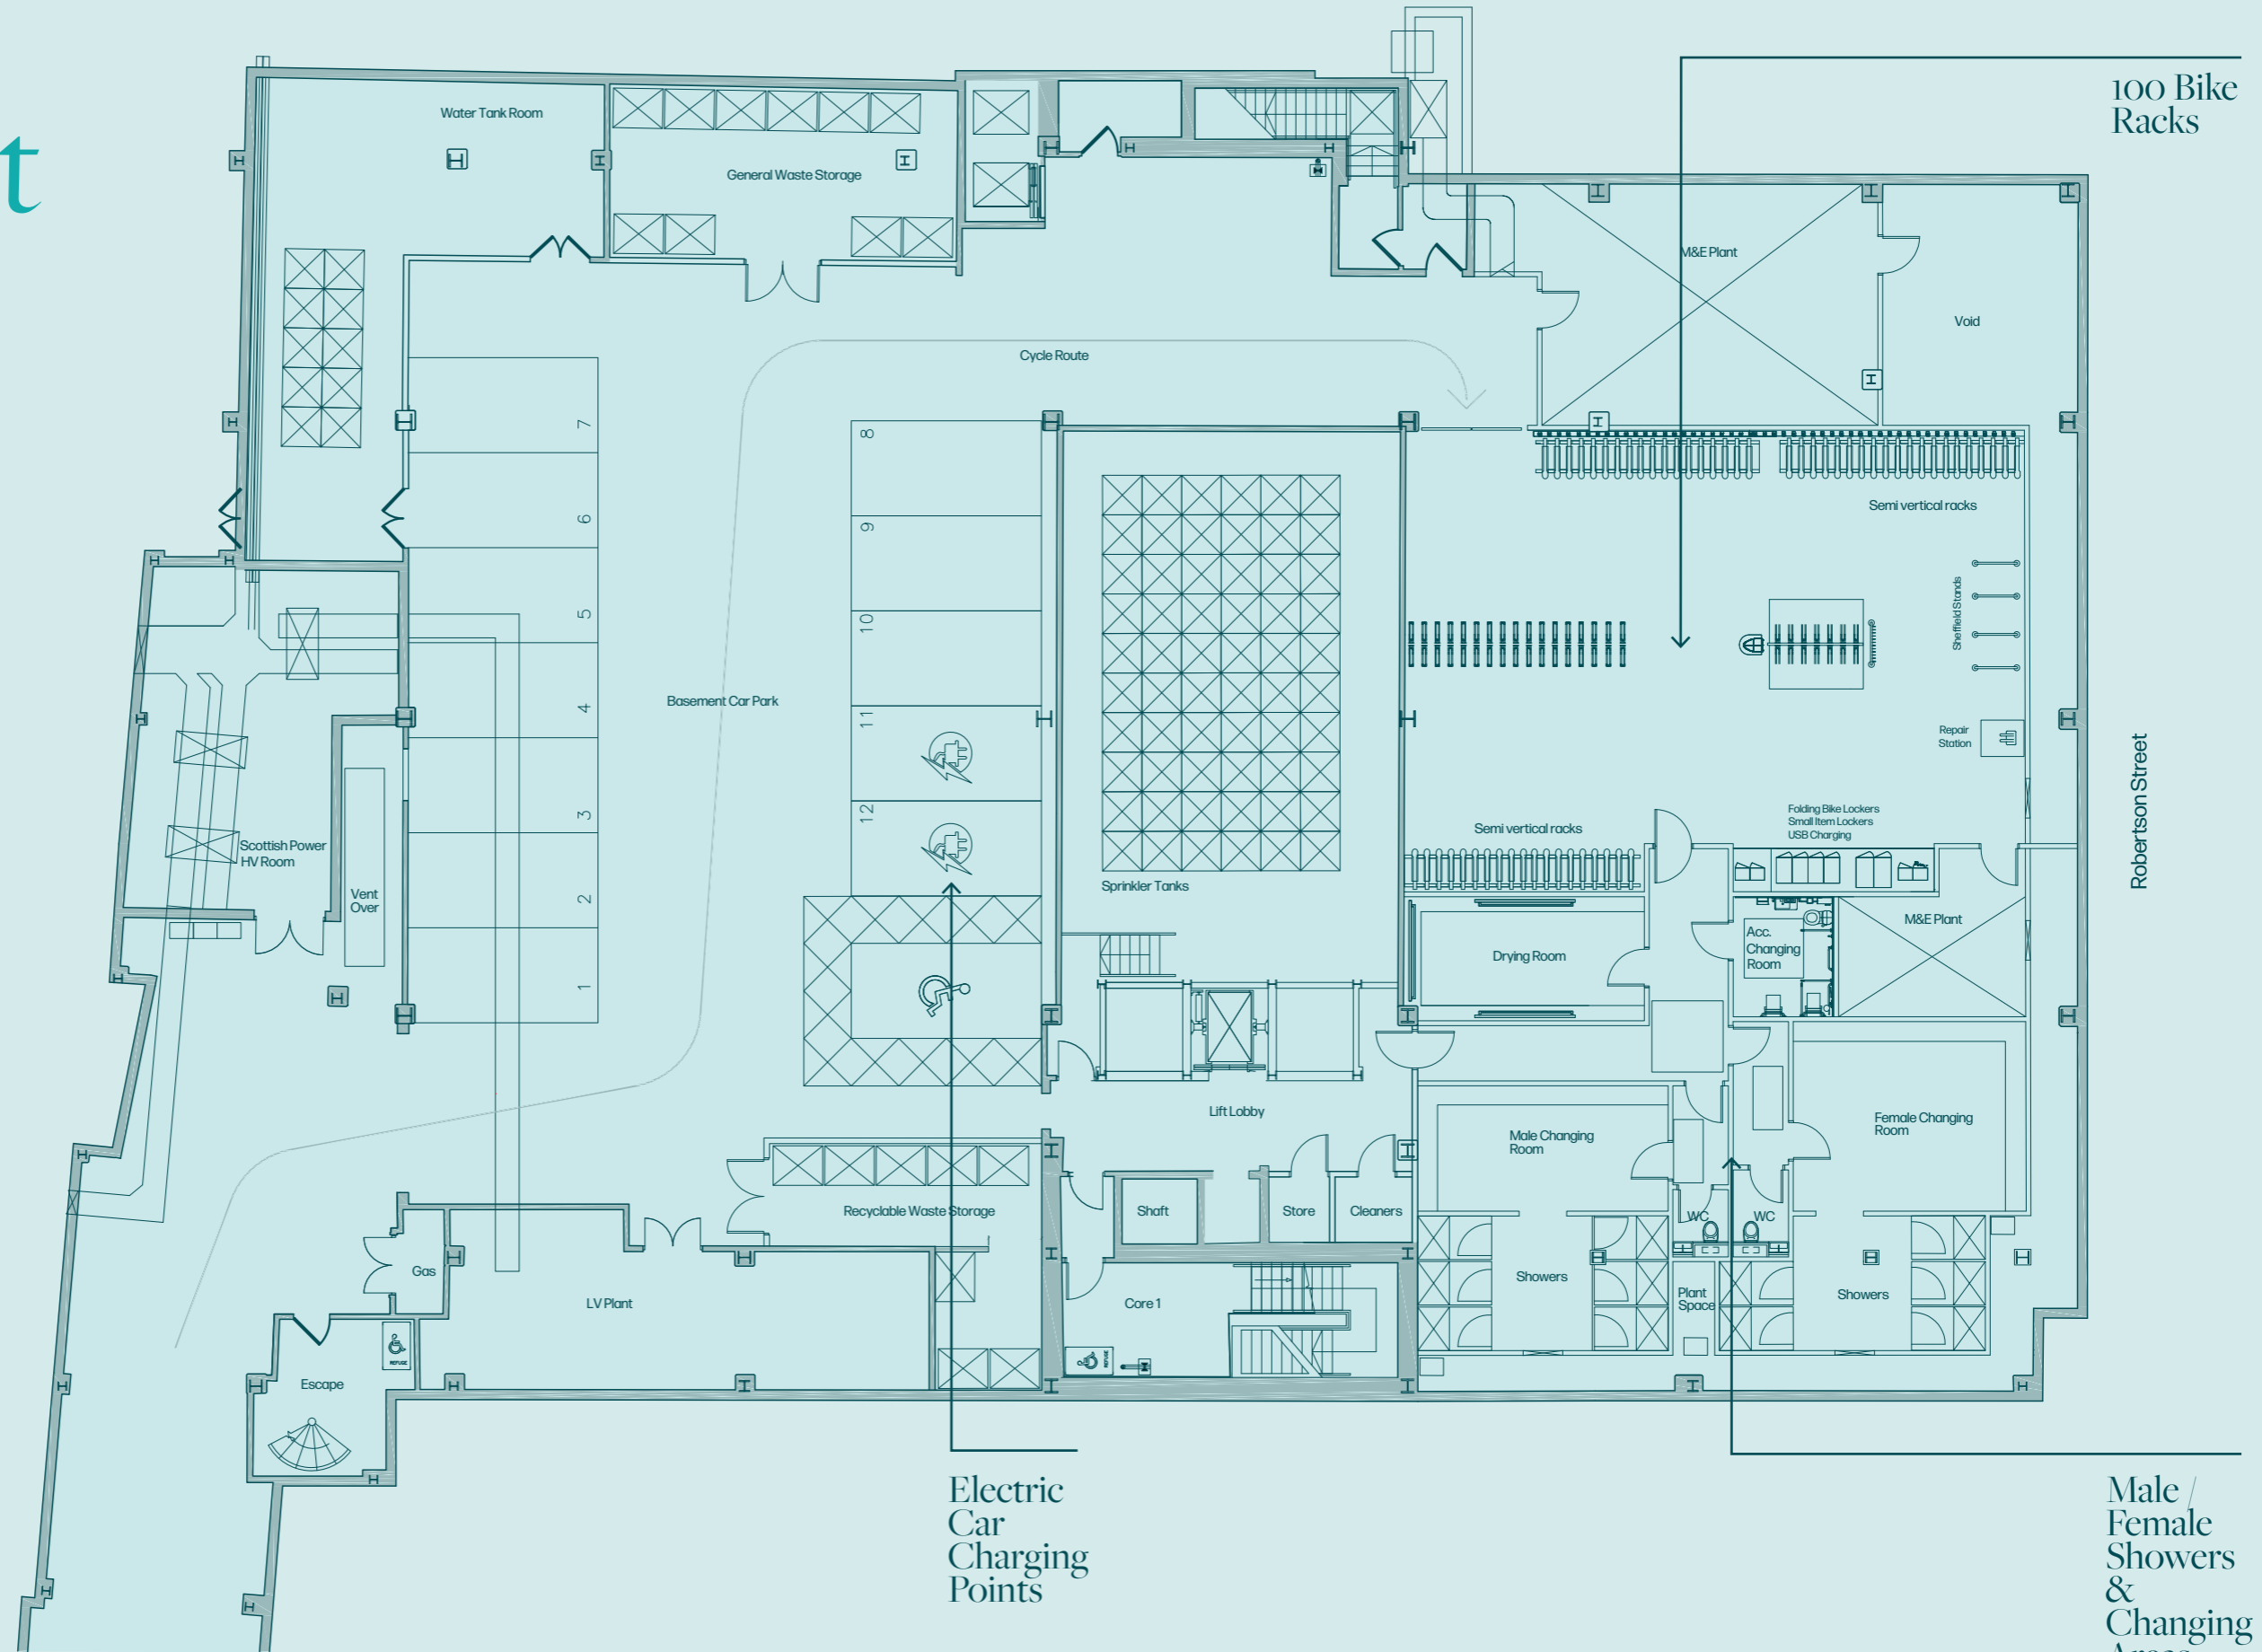 t
100 Bike
Racks
Water Tank Room
General Waste Storage
M&E Plant
Void
Cycle Route
7
6
5
4
3
2
1
8
9
10
11
12
Basement Car Park
Semi vertical racks
Sheffield Stands
Repair
Station
Folding Bike Lockers
Small Item Lockers
USB Charging
Robertson Street
Semi vertical racks
Sprinkler Tanks
Scottish Power
HV Room
Vent
Over
Drying Room
Acc.
Changing
Room
M&E Plant
Lift Lobby
Male Changing
Room
Female Changing
Room
Recyclable Waste Storage
Shaft
Store
Cleaners
WC
WC
Gas
LV Plant
Core 1
Showers
Plant
Space
Showers
REFUGE
REFUGE
Escape
Electric
Car
Charging
Points
Male /
Female
Showers
&
Changing
Areas